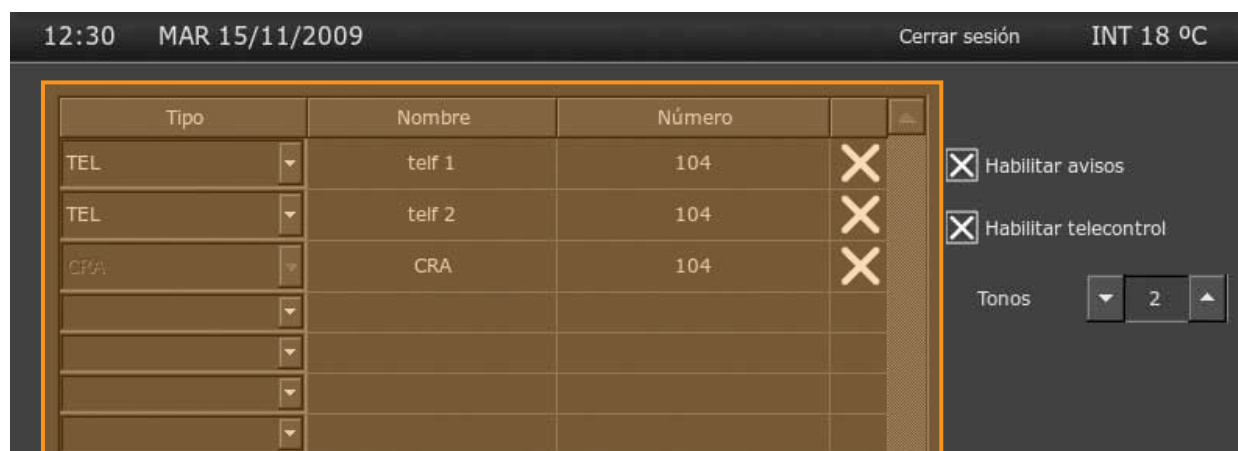 12:30 MAR 15/11/2009 Cerrar sesión INT 18 ºC
Tipo Nombre Número
TEL telf 1 104
Habilitar avisos
TEL telf 2 104
Habilitar telecontrol
CRA CRA 104
Tonos 2